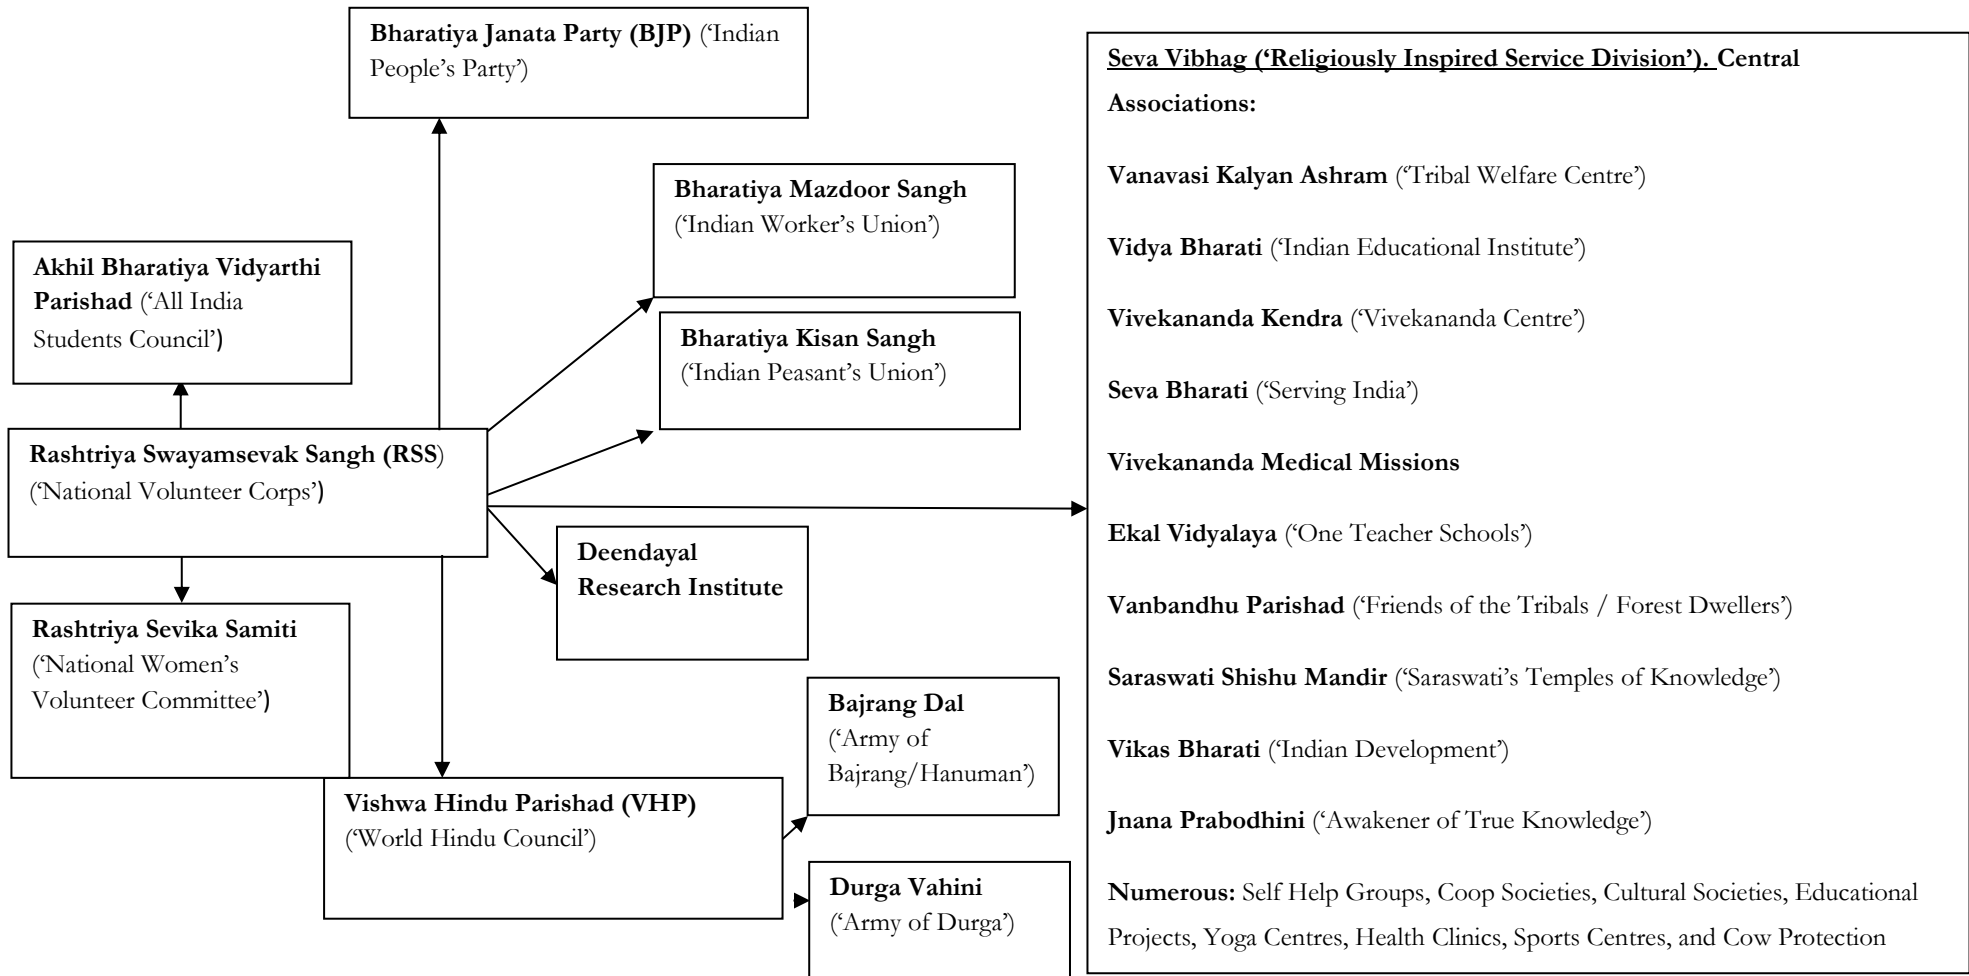 Bharatiya Janata Party (BJP) (‘Indian
People’s Party’)
Bharatiya Mazdoor Sangh
(‘Indian Worker’s Union’)
Akhil Bharatiya Vidyarthi
Parishad (‘All India
Students Council’)
Bharatiya Kisan Sangh
(‘Indian Peasant’s Union’)
Rashtriya Swayamsevak Sangh (RSS)
(‘National Volunteer Corps’)
Deendayal
Research Institute
Rashtriya Sevika Samiti
(‘National Women’s
Volunteer Committee’)
Bajrang Dal
(‘Army of
Bajrang/Hanuman’)
Vishwa Hindu Parishad (VHP)
(‘World Hindu Council’)
Durga Vahini
(‘Army of Durga’)
Seva Vibhag (‘Religiously Inspired Service Division’). Central
Associations:
Vanavasi Kalyan Ashram (‘Tribal Welfare Centre’)
Vidya Bharati (‘Indian Educational Institute’)
Vivekananda Kendra (‘Vivekananda Centre’)
Seva Bharati (‘Serving India’)
Vivekananda Medical Missions
Ekal Vidyalaya (‘One Teacher Schools’)
Vanbandhu Parishad (‘Friends of the Tribals / Forest Dwellers’)
Saraswati Shishu Mandir (‘Saraswati’s Temples of Knowledge’)
Vikas Bharati (‘Indian Development’)
Jnana Prabodhini (‘Awakener of True Knowledge’)
Numerous: Self Help Groups, Coop Societies, Cultural Societies, Educational
Projects, Yoga Centres, Health Clinics, Sports Centres, and Cow Protection